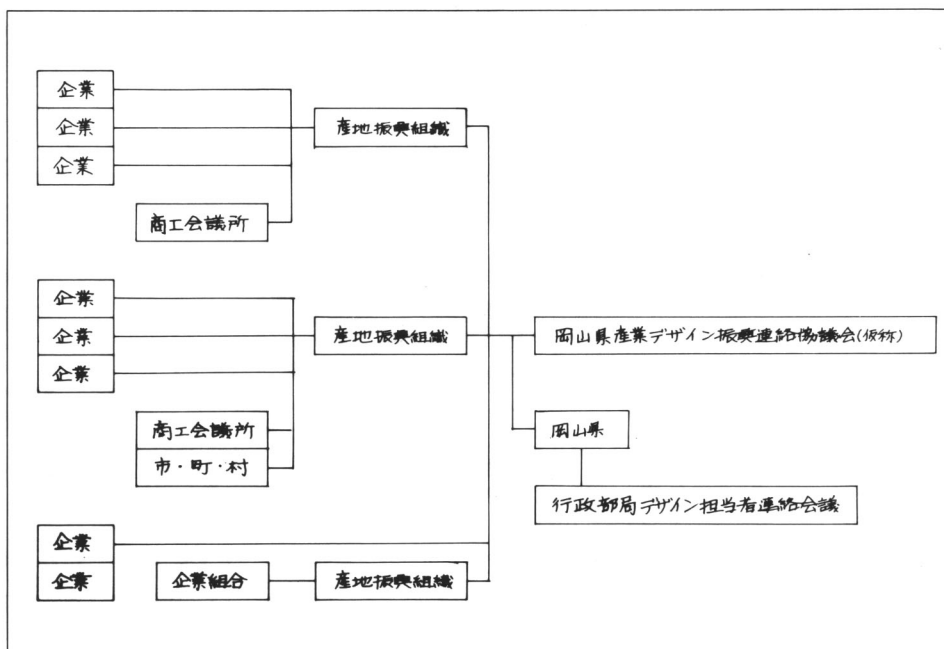 企業
企業
企業
産地振興組織
商工会議所
企業
企業
企業
産地振興組織
岡山県産業デザイン振興連絡協議会(仮称)
商工会議所
市・町・村
岡山県
行政部局デザイン担当者連絡会議
企業
企業
企業組合
産地振興組織